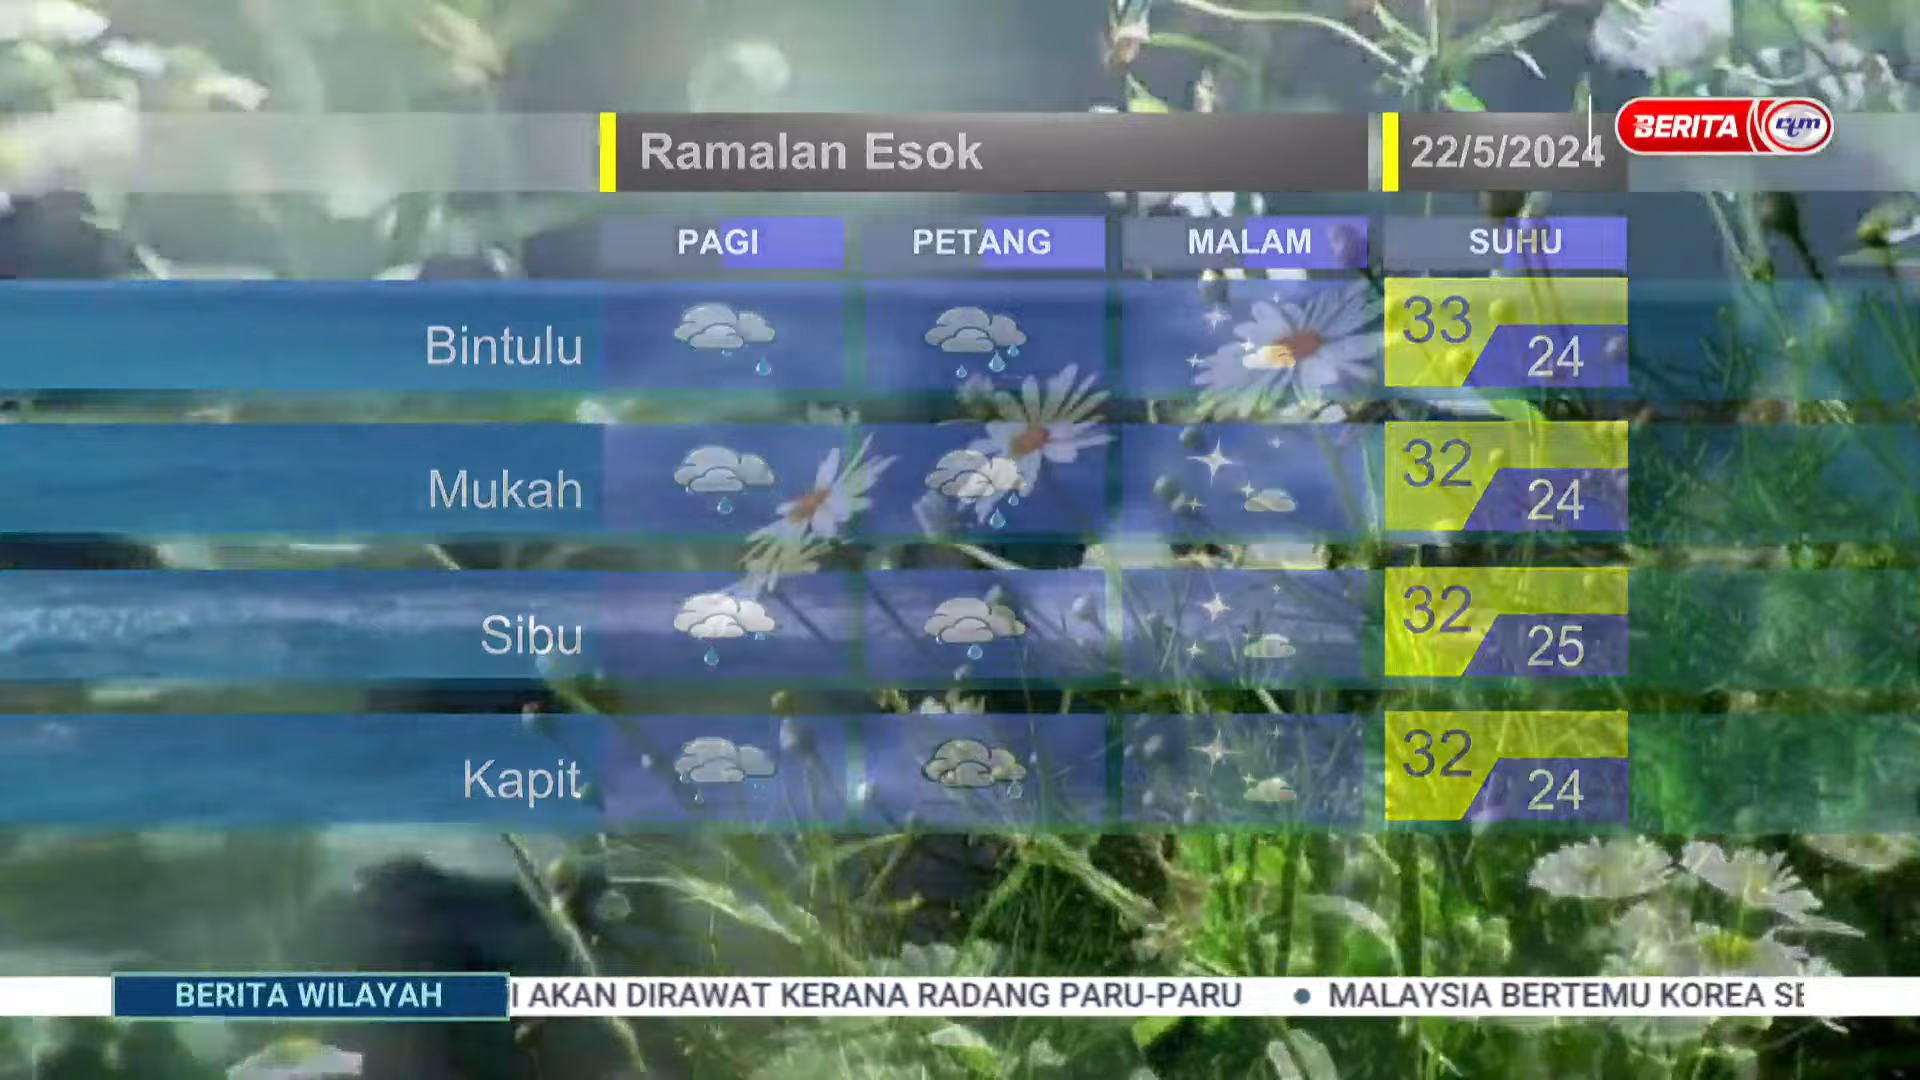 Ramalan Esok
22/5/2024
BERITA rtm
PAGI PETANG MALAM SUHU
Bintulu 33 24
Mukah 32 24
Sibu 32 25
Kapit 32 24
BERITA WILAYAH
I AKAN DIRAWAT KERANA RADANG PARU-PARU • MALAYSIA BERTEMU KOREA SE